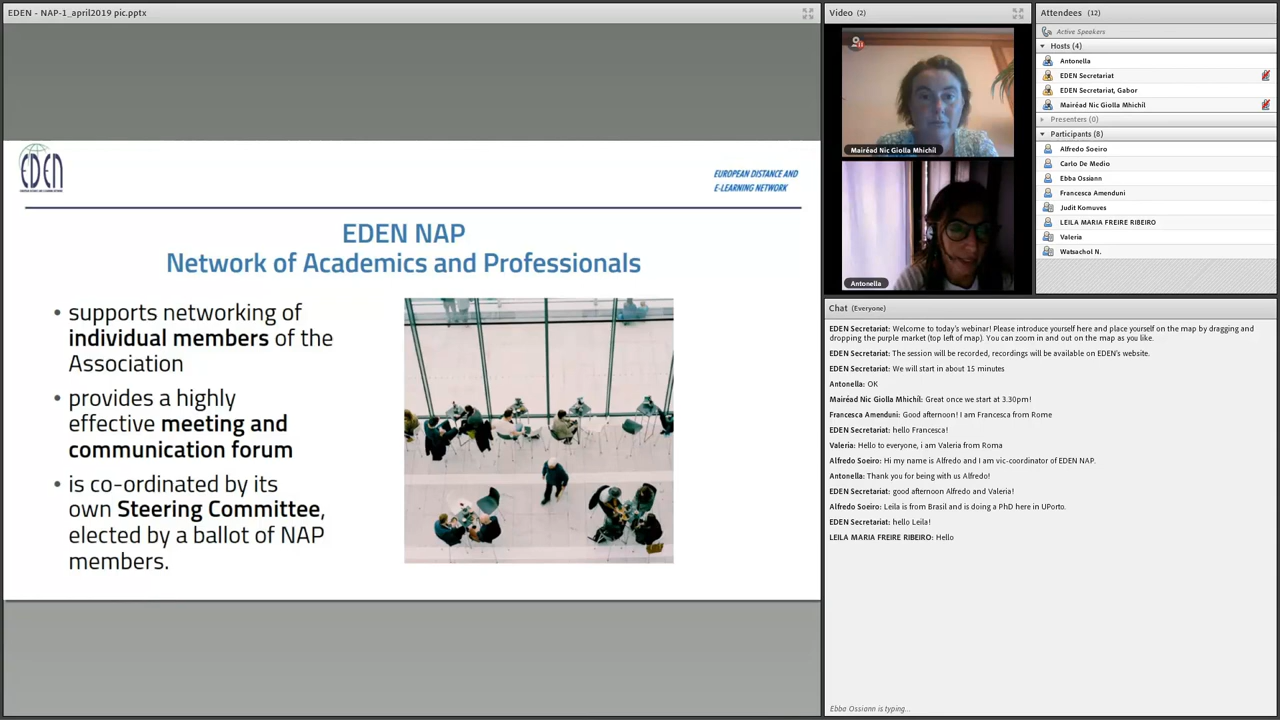 EDEN - NAP-1_april2019 pic.pptx
EDEN
EUROPEAN DISTANCE AND
E-LEARNING NETWORK
EDEN NAP
Network of Academics and Professionals
• supports networking of
individual members of the
Association
• provides a highly
effective meeting and
communication forum
• is co-ordinated by its
own Steering Committee,
elected by a ballot of NAP
members.
Video (2)
Mairéad Nic Giolla Mhichíl
Antonella
Attendees (12)
Active Speakers
Hosts (4)
Antonella
EDEN Secretariat
EDEN Secretariat, Gabor
Mairéad Nic Giolla Mhichíl
Presenters (0)
Participants (8)
Alfredo Soeiro
Carlo De Medio
Ebba Ossiann
Francesca Amenduni
Judit Komuves
LEILA MARIA FREIRE RIBEIRO
Valeria
Watsachol N.
Chat (Everyone)
EDEN Secretariat: Welcome to today's webinar! Please introduce yourself here and place yourself on the map by dragging and
dropping the purple market (top left of map). You can zoom in and out on the map as you like.
EDEN Secretariat: The session will be recorded, recordings will be available on EDEN's website.
EDEN Secretariat: We will start in about 15 minutes
Antonella: OK
Mairéad Nic Giolla Mhichíl: Great once we start at 3.30pm!
Francesca Amenduni: Good afternoon! I am Francesca from Rome
EDEN Secretariat: hello Francesca!
Valeria: Hello to everyone, i am Valeria from Roma
Alfredo Soeiro: Hi my name is Alfredo and I am vic-coordinator of EDEN NAP.
Antonella: Thank you for being with us Alfredo!
EDEN Secretariat: good afternoon Alfredo and Valeria!
Alfredo Soeiro: Leila is from Brasil and is doing a PhD here in UPorto.
EDEN Secretariat: hello Leila!
LEILA MARIA FREIRE RIBEIRO: Hello
Ebba Ossiann is typing...